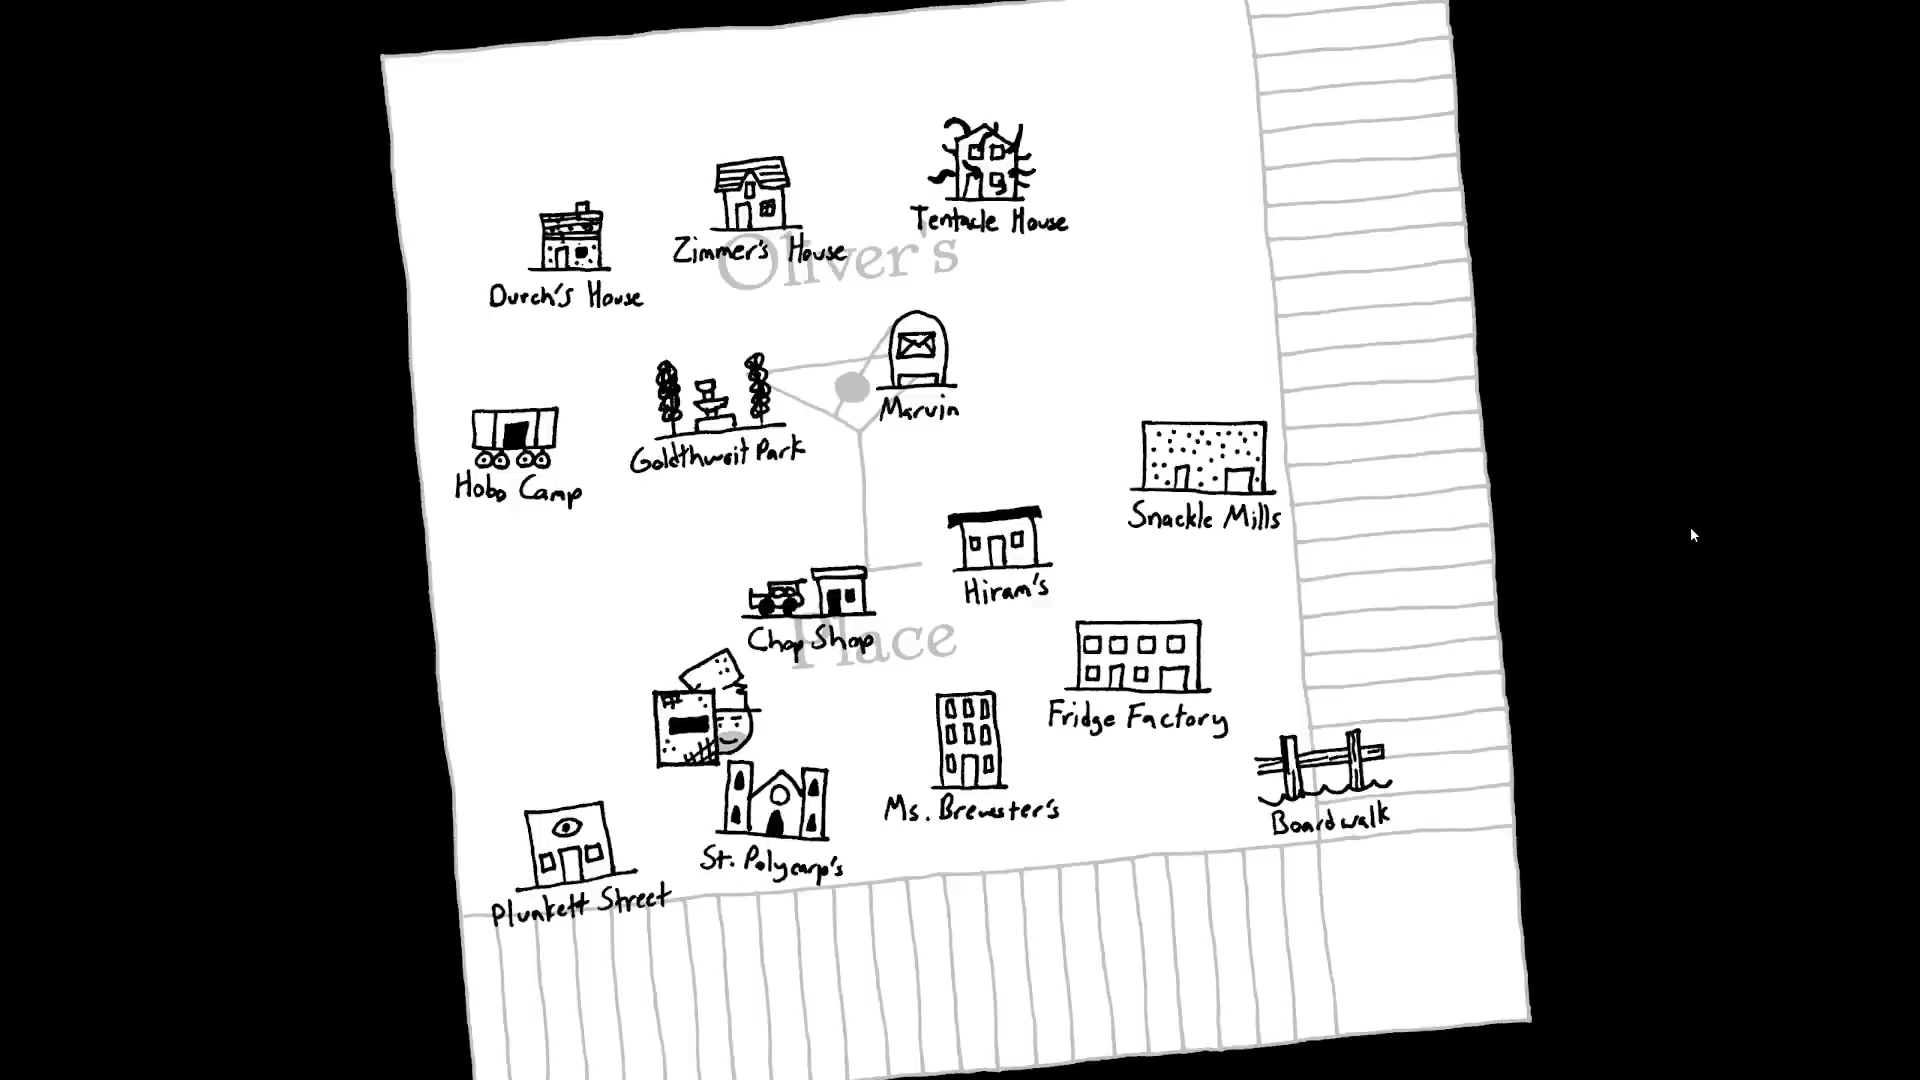 Tentacle House
Zimmer's House
Oliver's
Durch's House
Marvin
Goldthwait Park
Hobo Camp
Snackle Mills
Hiram's
Chop Shop
Place
Fridge Factory
Ms. Brewster's
Boardwalk
St. Polycarp's
Plunkett Street